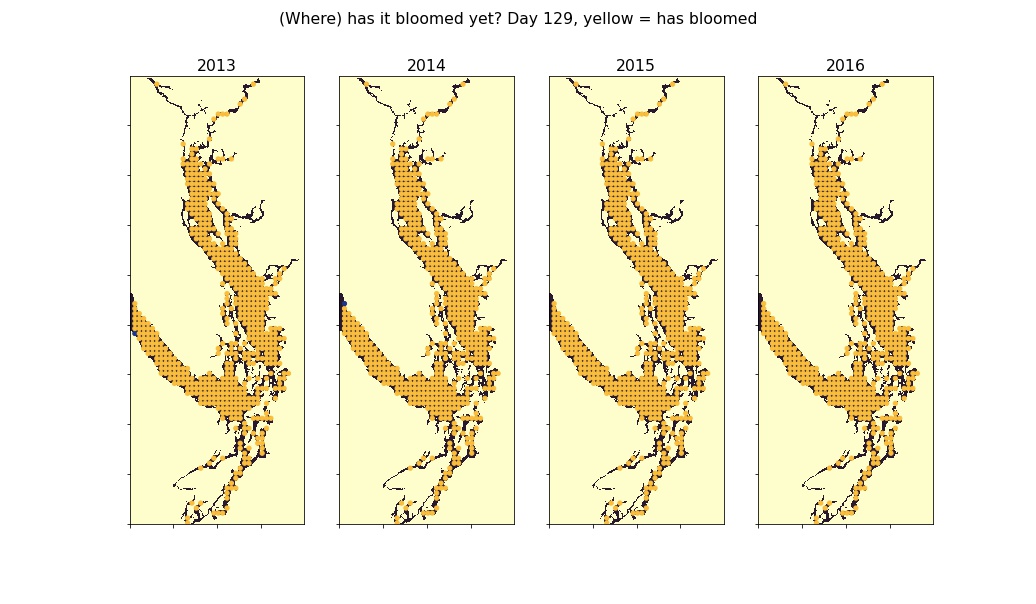 (Where) has it bloomed yet? Day 129, yellow = has bloomed
2013
2014
2015
2016